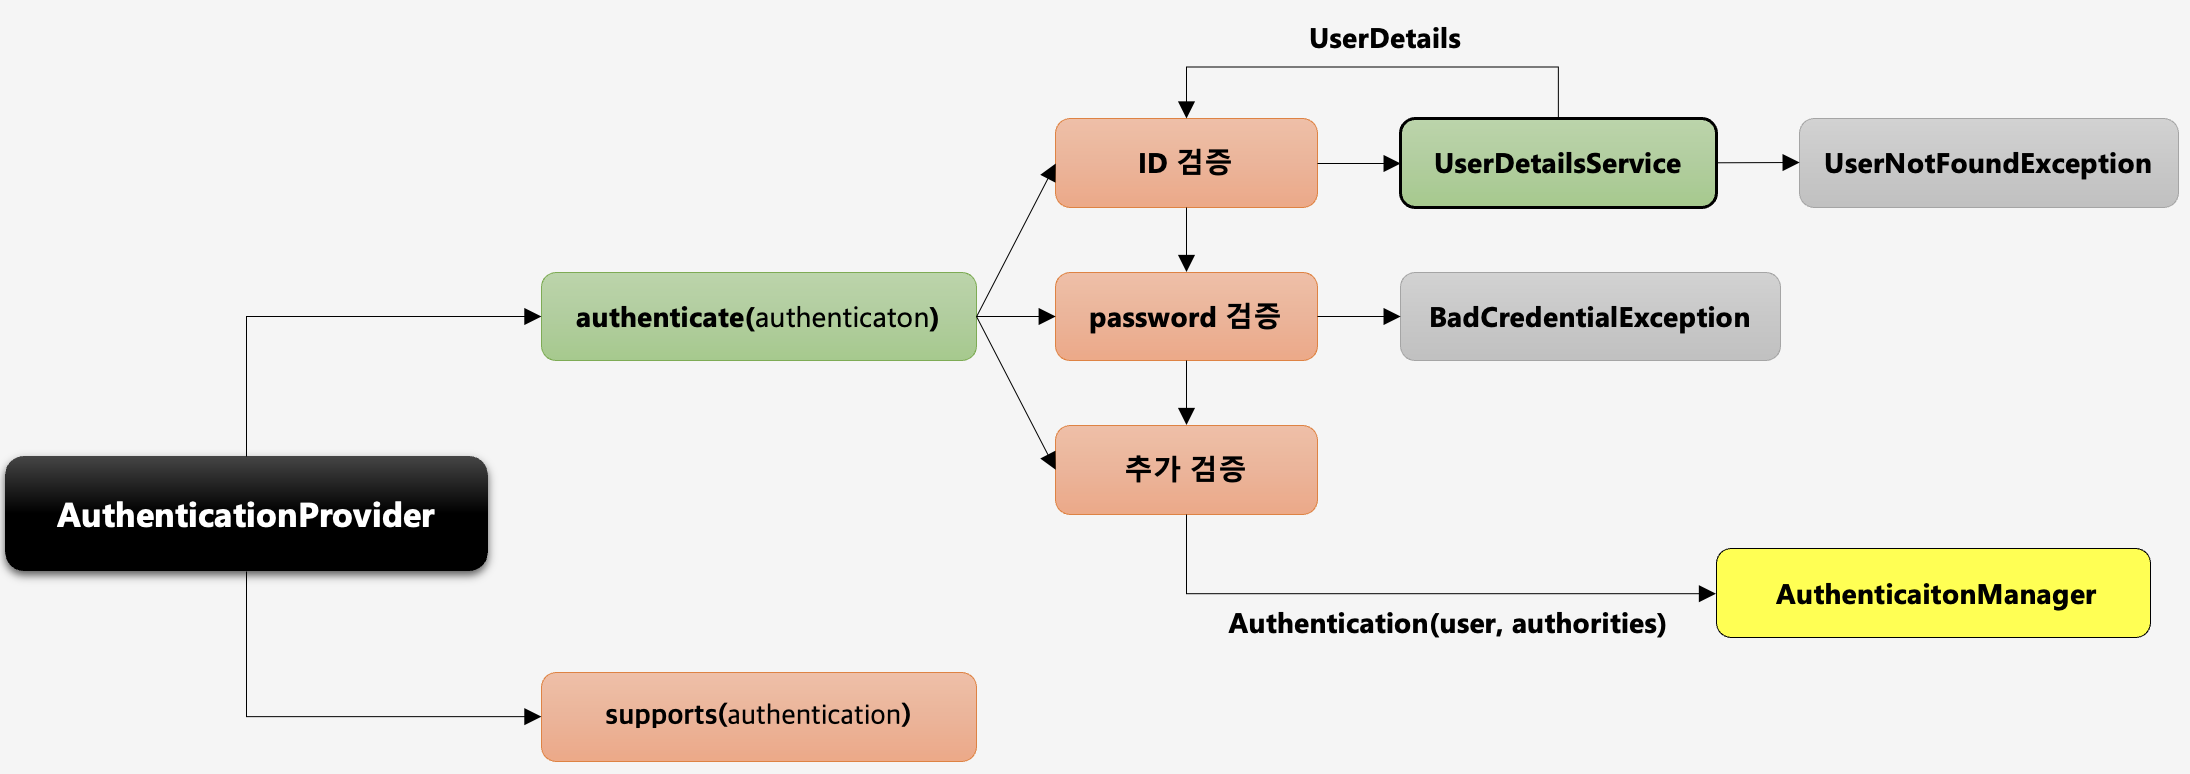 UserDetails
ID 검증
UserDetailsService
UserNotFoundException
authenticate(authenticaton)
password 검증
BadCredentialException
추가 검증
AuthenticationProvider
AuthenticaitonManager
Authentication(user, authorities)
supports(authentication)